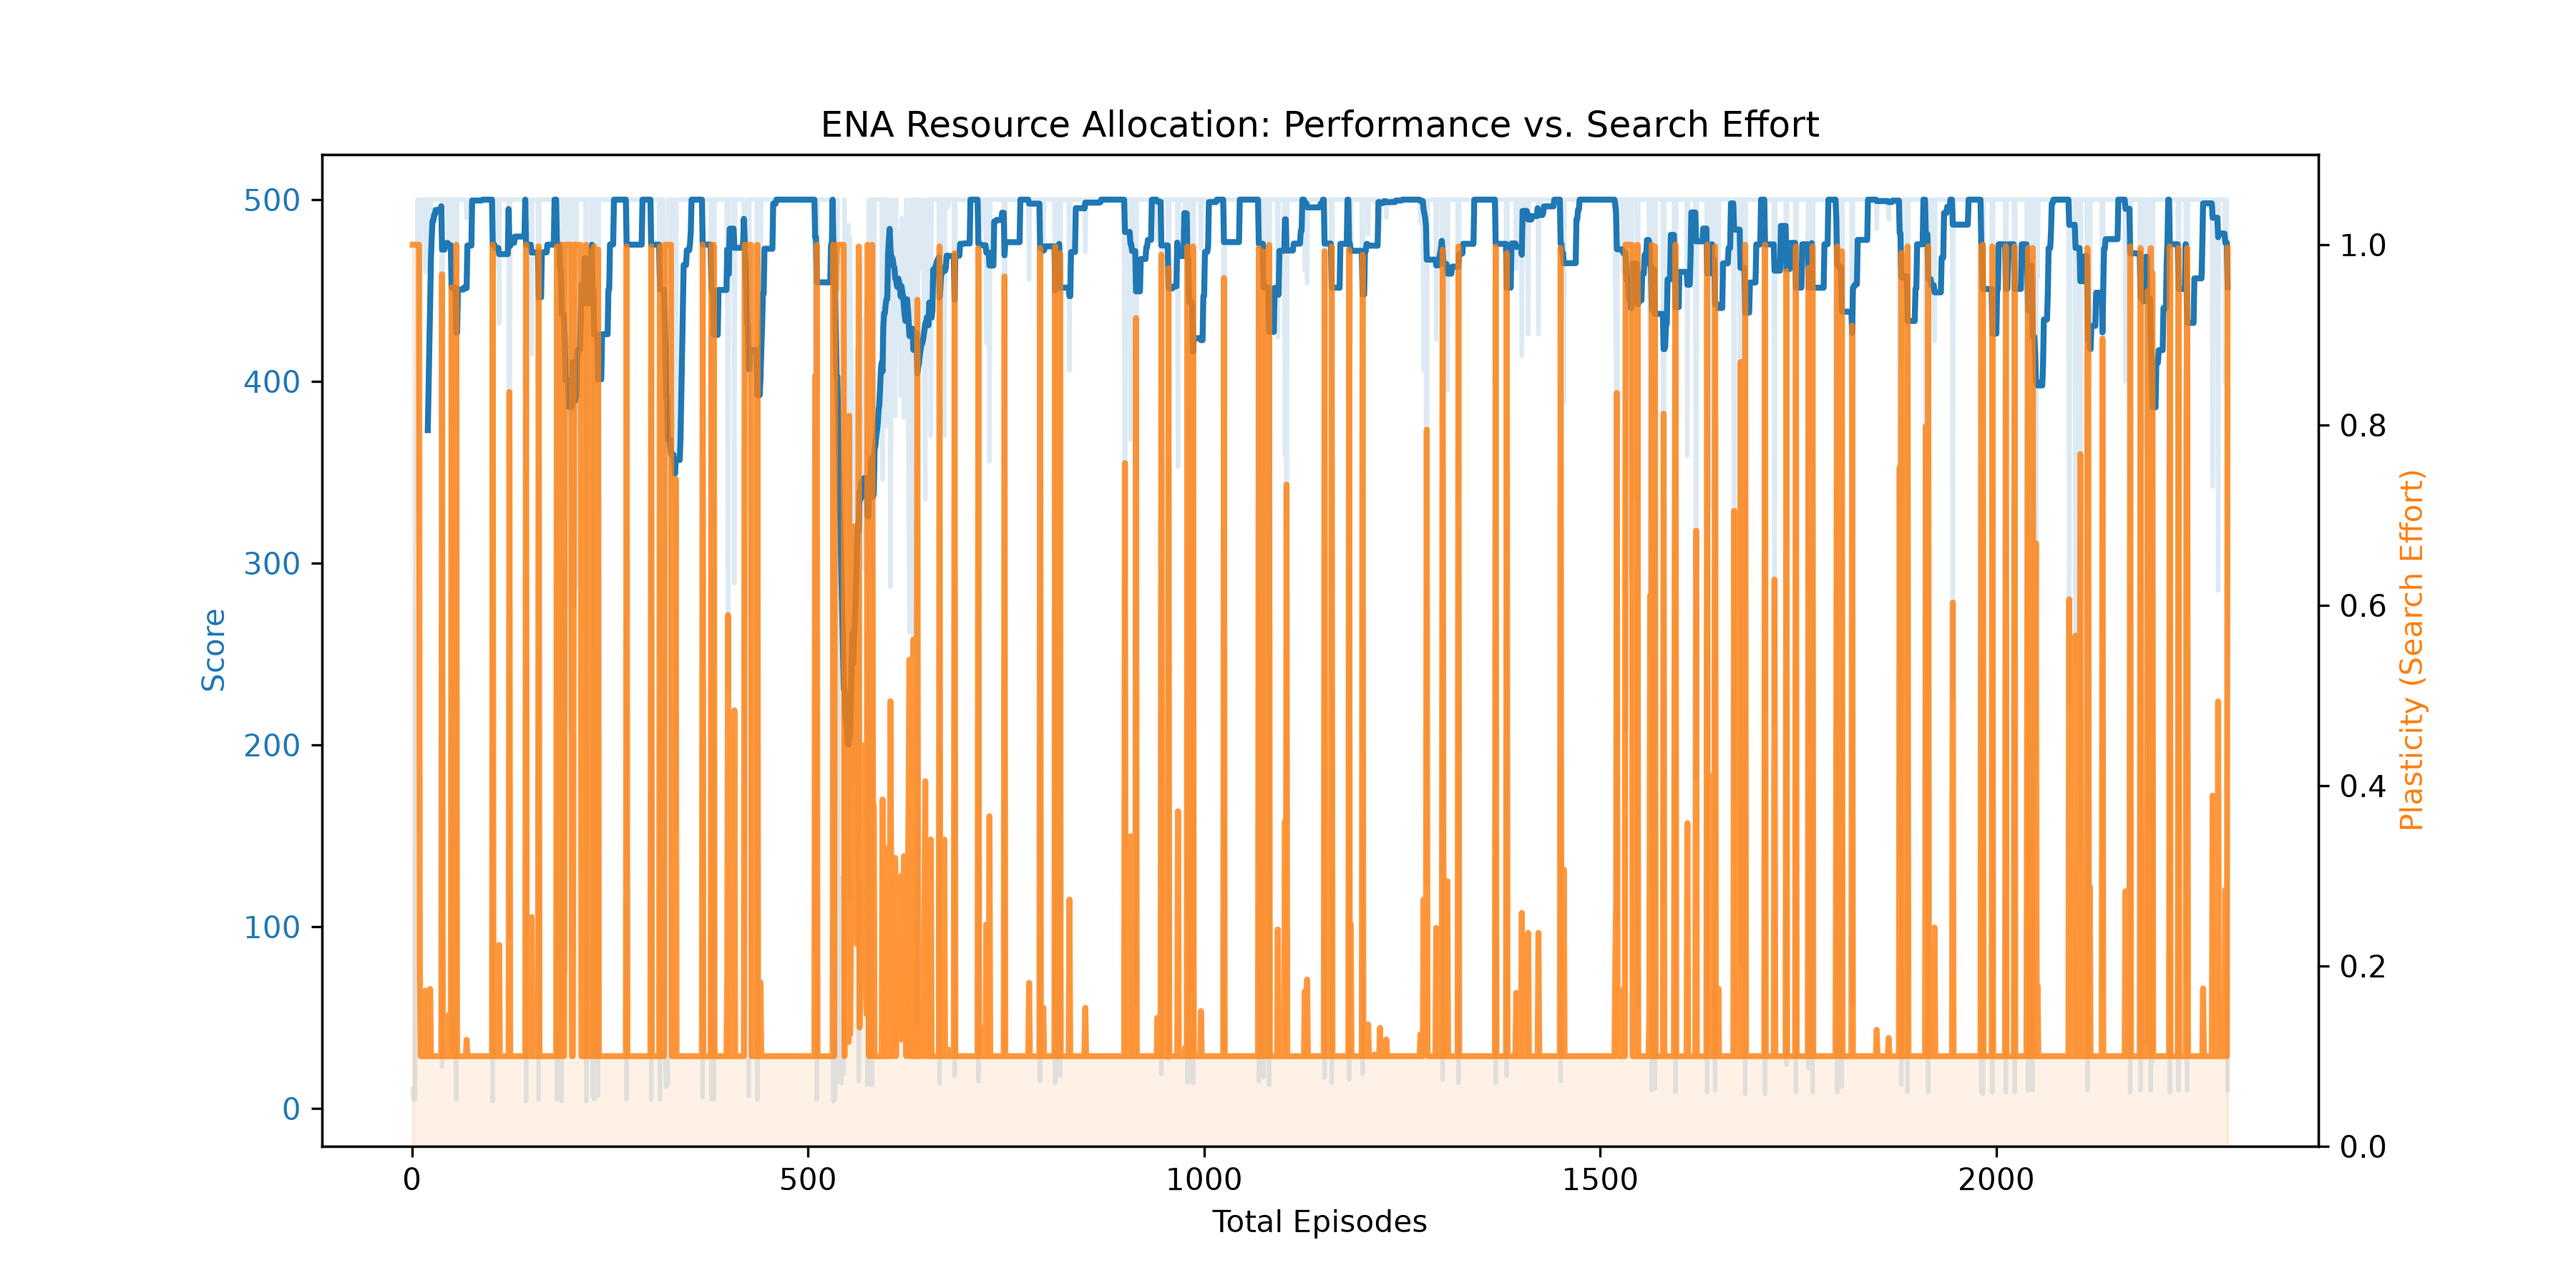 ENA Resource Allocation: Performance vs. Search Effort
500
400
300
200
100
0
Score
1.0
0.8
0.6
0.4
0.2
0.0
Plasticity (Search Effort)
0 500 1000 1500 2000
Total Episodes